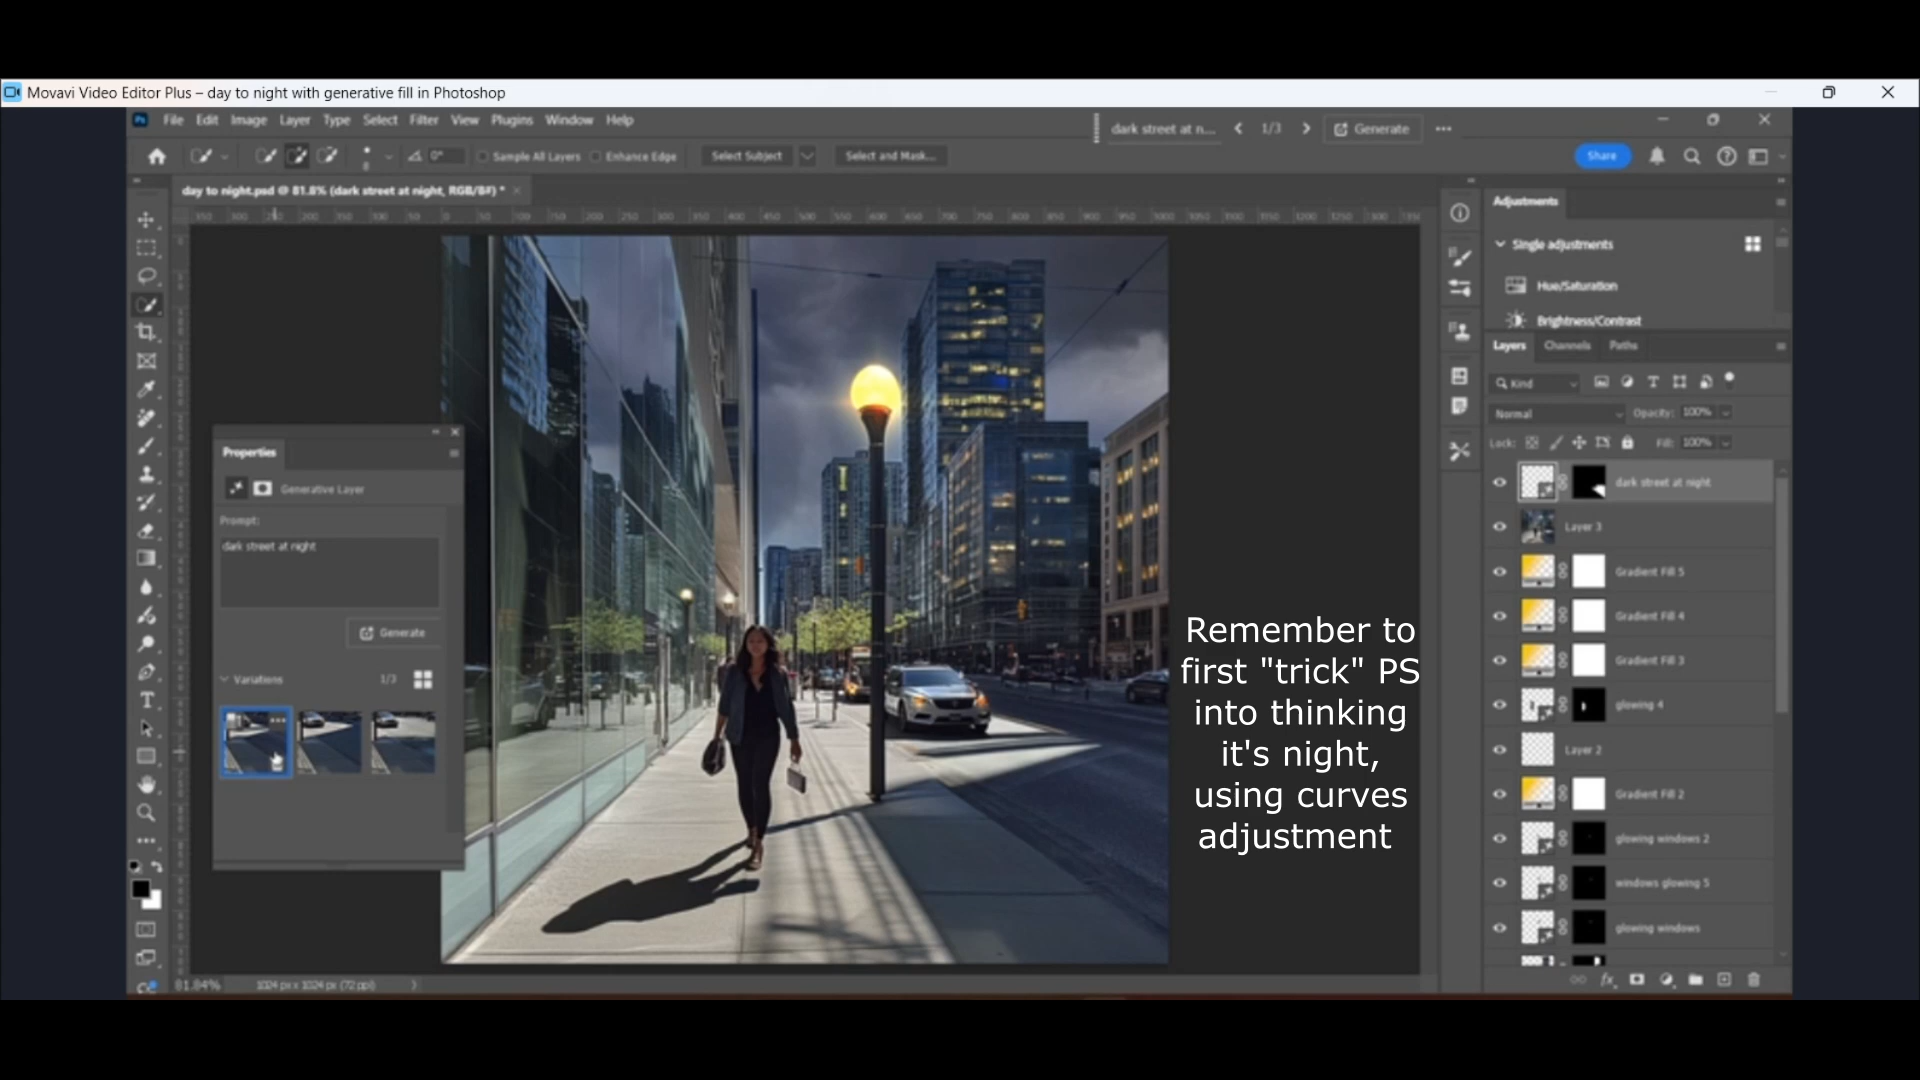 Movavi Video Editor Plus – day to night with generative fill in Photoshop
Ps File Edit Image Layer Type Select Filter View Plugins Window Help
dark street at n... 1/3 Generate
0° Sample All Layers Enhance Edge Select Subject Select and Mask... Share
day to night.psd @ 81.8% (dark street at night, RGB/8#) *
Adjustments
Single adjustments
Hue/Saturation
Brightness/Contrast
Layers Channels Paths
Kind
Normal Opacity: 100%
Lock: Fill: 100%
dark street at night
Layer 3
Gradient Fill 5
Gradient Fill 4
Gradient Fill 3
glowing 4
Layer 2
Gradient Fill 2
glowing windows 2
windows glowing 5
glowing windows
Properties
Generative Layer
Prompt:
dark street at night
Generate
Variations 1/3
Remember to
first "trick" PS
into thinking
it's night,
using curves
adjustment
81.84% 1024 px x 1024 px (72 ppi)